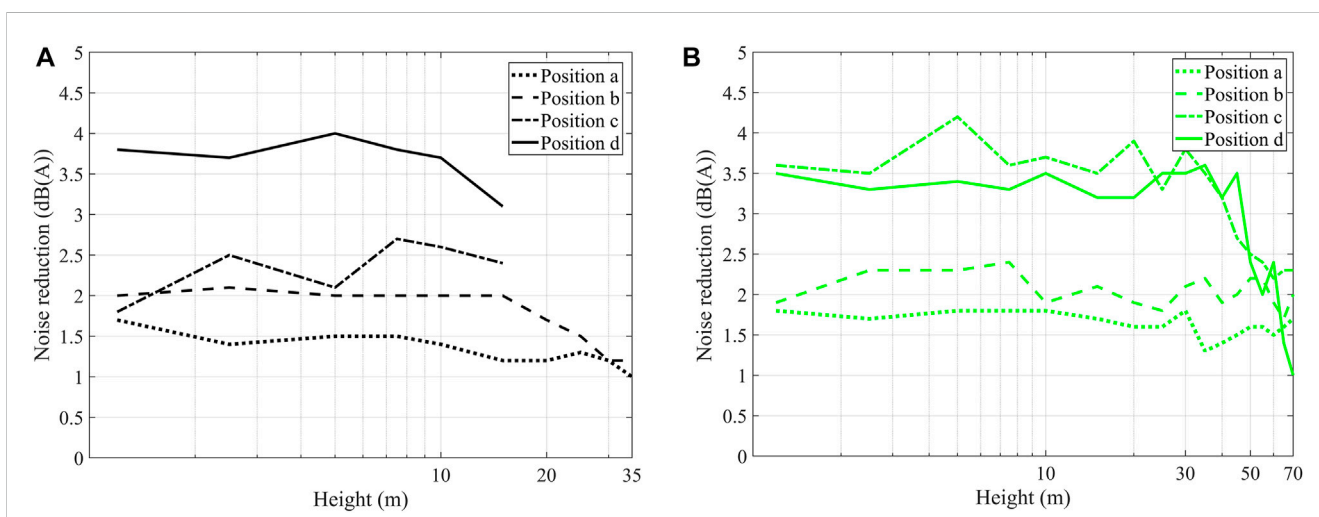 A
Noise reduction (dB(A))
5
4.5
4
3.5
3
2.5
2
1.5
1
0.5
0
Position a
Position b
Position c
Position d
10
20
35
Height (m)
B
Noise reduction (dB(A))
5
4.5
4
3.5
3
2.5
2
1.5
1
0.5
0
Position a
Position b
Position c
Position d
10
30
50
70
Height (m)